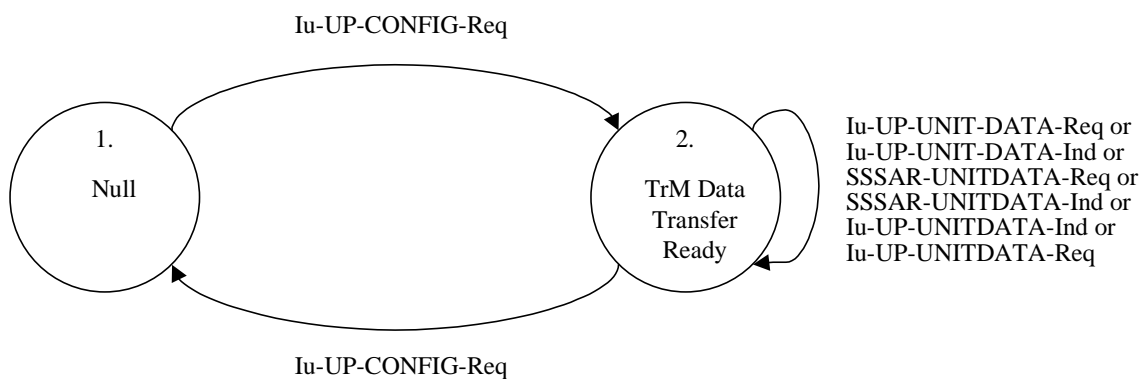 Iu-UP-CONFIG-Req
1.
Null
2.
TrM Data
Transfer
Ready
Iu-UP-UNIT-DATA-Req or
Iu-UP-UNIT-DATA-Ind or
SSSAR-UNITDATA-Req or
SSSAR-UNITDATA-Ind or
Iu-UP-UNITDATA-Ind or
Iu-UP-UNITDATA-Req
Iu-UP-CONFIG-Req